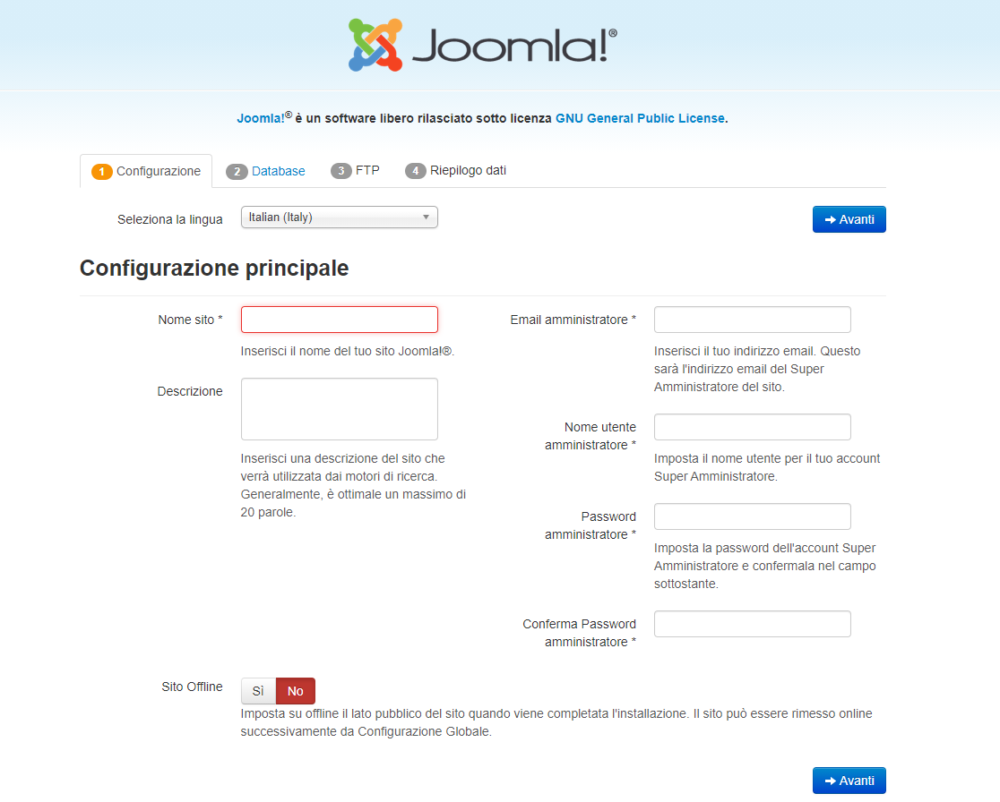 Joomla!®
Joomla!® è un software libero rilasciato sotto licenza GNU General Public License.
1 Configurazione 2 Database 3 FTP 4 Riepilogo dati
Seleziona la lingua Italian (Italy) Avanti
Configurazione principale
Nome sito *
Inserisci il nome del tuo sito Joomla!®.
Descrizione
Inserisci una descrizione del sito che
verrà utilizzata dai motori di ricerca.
Generalmente, è ottimale un massimo di
20 parole.
Email amministratore *
Inserisci il tuo indirizzo email. Questo
sarà l'indirizzo email del Super
Amministratore del sito.
Nome utente
amministratore *
Imposta il nome utente per il tuo account
Super Amministratore.
Password
amministratore *
Imposta la password dell'account Super
Amministratore e confermala nel campo
sottostante.
Conferma Password
amministratore *
Sito Offline Sì No
Imposta su offline il lato pubblico del sito quando viene completata l'installazione. Il sito può essere rimesso online
successivamente da Configurazione Globale.
Avanti